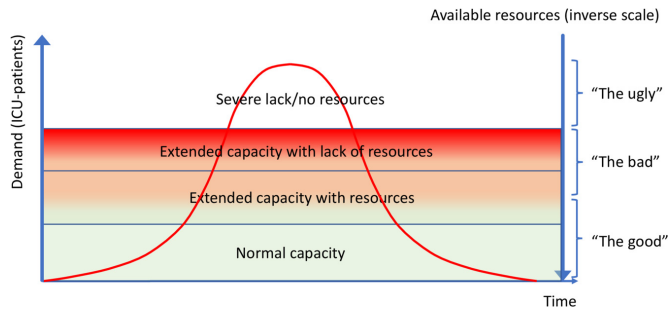 Available resources (inverse scale)
Demand (ICU-patients)
Severe lack/no resources
“The ugly”
Extended capacity with lack of resources
“The bad”
Extended capacity with resources
Normal capacity
“The good”
Time